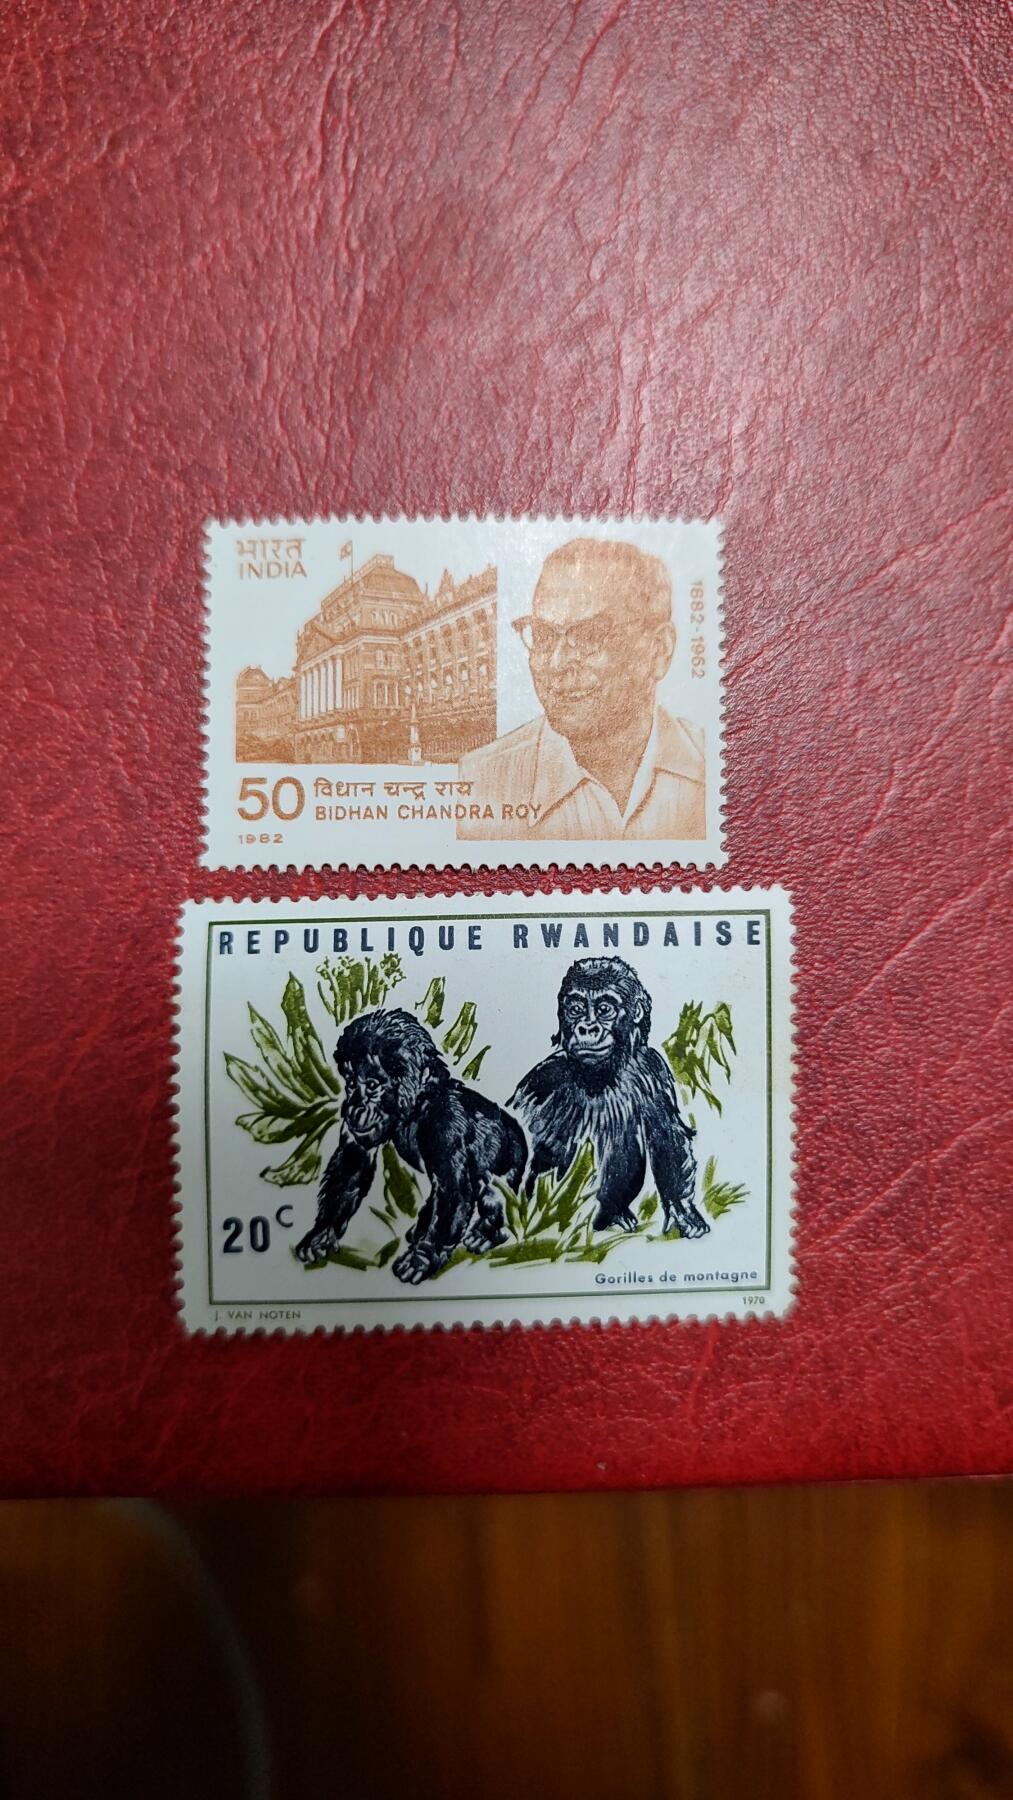 भारत
INDIA
1882-1962
50 विधान चन्द्र राय
BIDHAN CHANDRA ROY
1982
REPUBLIQUE RWANDAISE
20c
Gorilles de montagne
J. VAN NOTEN
1970